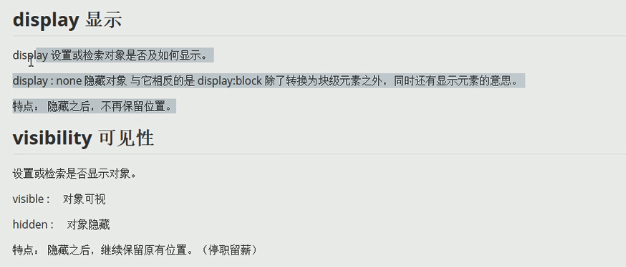 display 显示
display 设置或检索对象是否及如何显示。
display : none 隐藏对象 与它相反的是 display:block 除了转换为块级元素之外，同时还有显示元素的意思。
特点： 隐藏之后，不再保留位置。
visibility 可见性
设置或检索是否显示对象。
visible : 对象可视
hidden : 对象隐藏
特点： 隐藏之后，继续保留原有位置。（停职留薪）